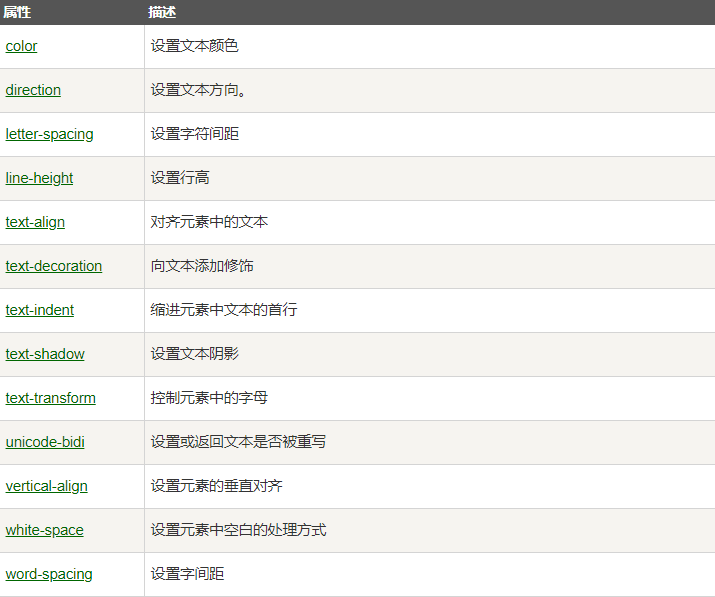 属性 描述
color 设置文本颜色
direction 设置文本方向。
letter-spacing 设置字符间距
line-height 设置行高
text-align 对齐元素中的文本
text-decoration 向文本添加修饰
text-indent 缩进元素中文本的首行
text-shadow 设置文本阴影
text-transform 控制元素中的字母
unicode-bidi 设置或返回文本是否被重写
vertical-align 设置元素的垂直对齐
white-space 设置元素中空白的处理方式
word-spacing 设置字间距